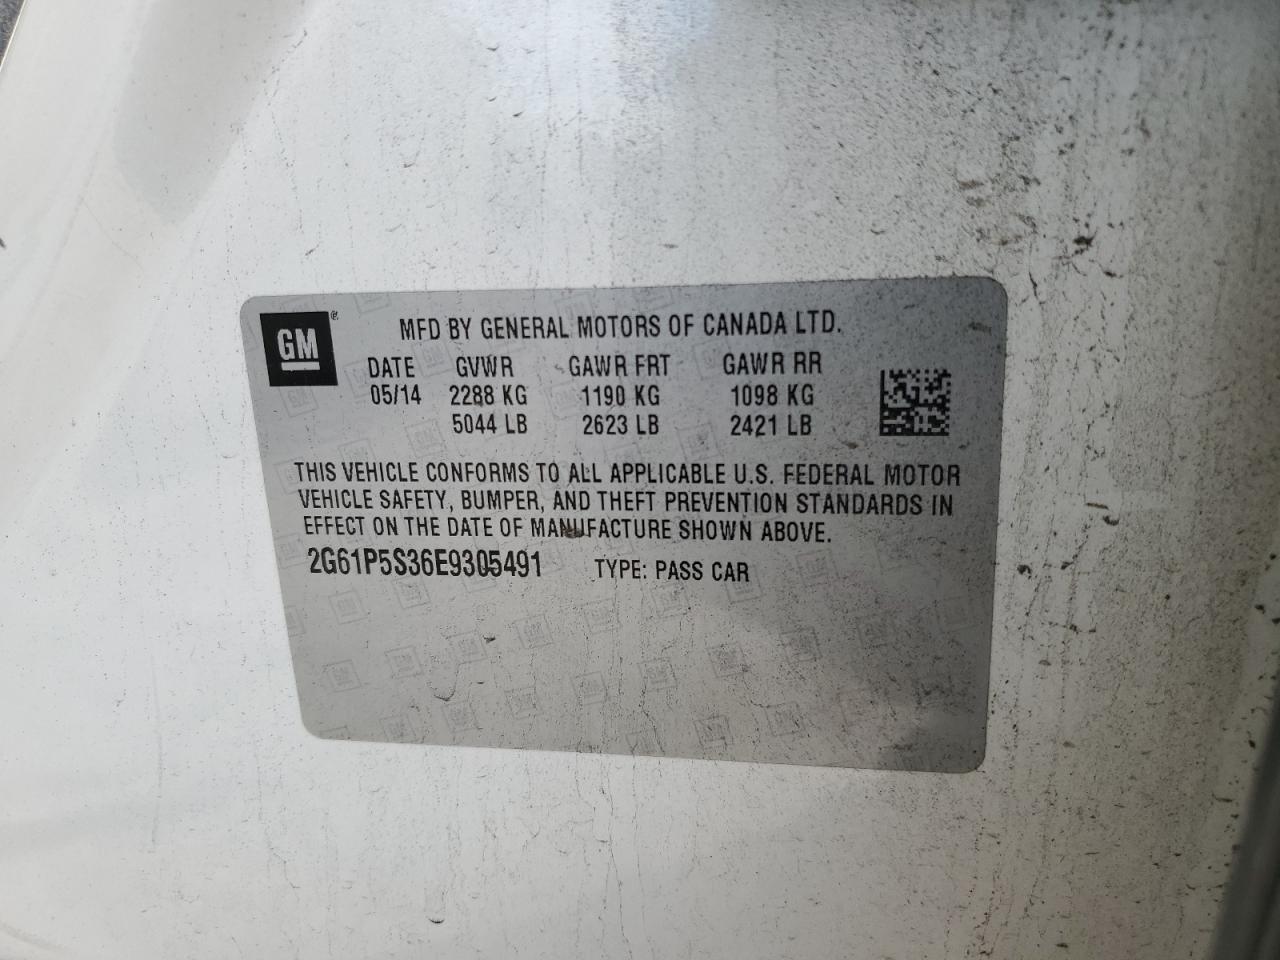 GM ®
MFD BY GENERAL MOTORS OF CANADA LTD.
DATE GVWR GAWR FRT GAWR RR
05/14 2288 KG 1190 KG 1098 KG
5044 LB 2623 LB 2421 LB
THIS VEHICLE CONFORMS TO ALL APPLICABLE U.S. FEDERAL MOTOR
VEHICLE SAFETY, BUMPER, AND THEFT PREVENTION STANDARDS IN
EFFECT ON THE DATE OF MANUFACTURE SHOWN ABOVE.
2G61P5S36E9305491 TYPE: PASS CAR